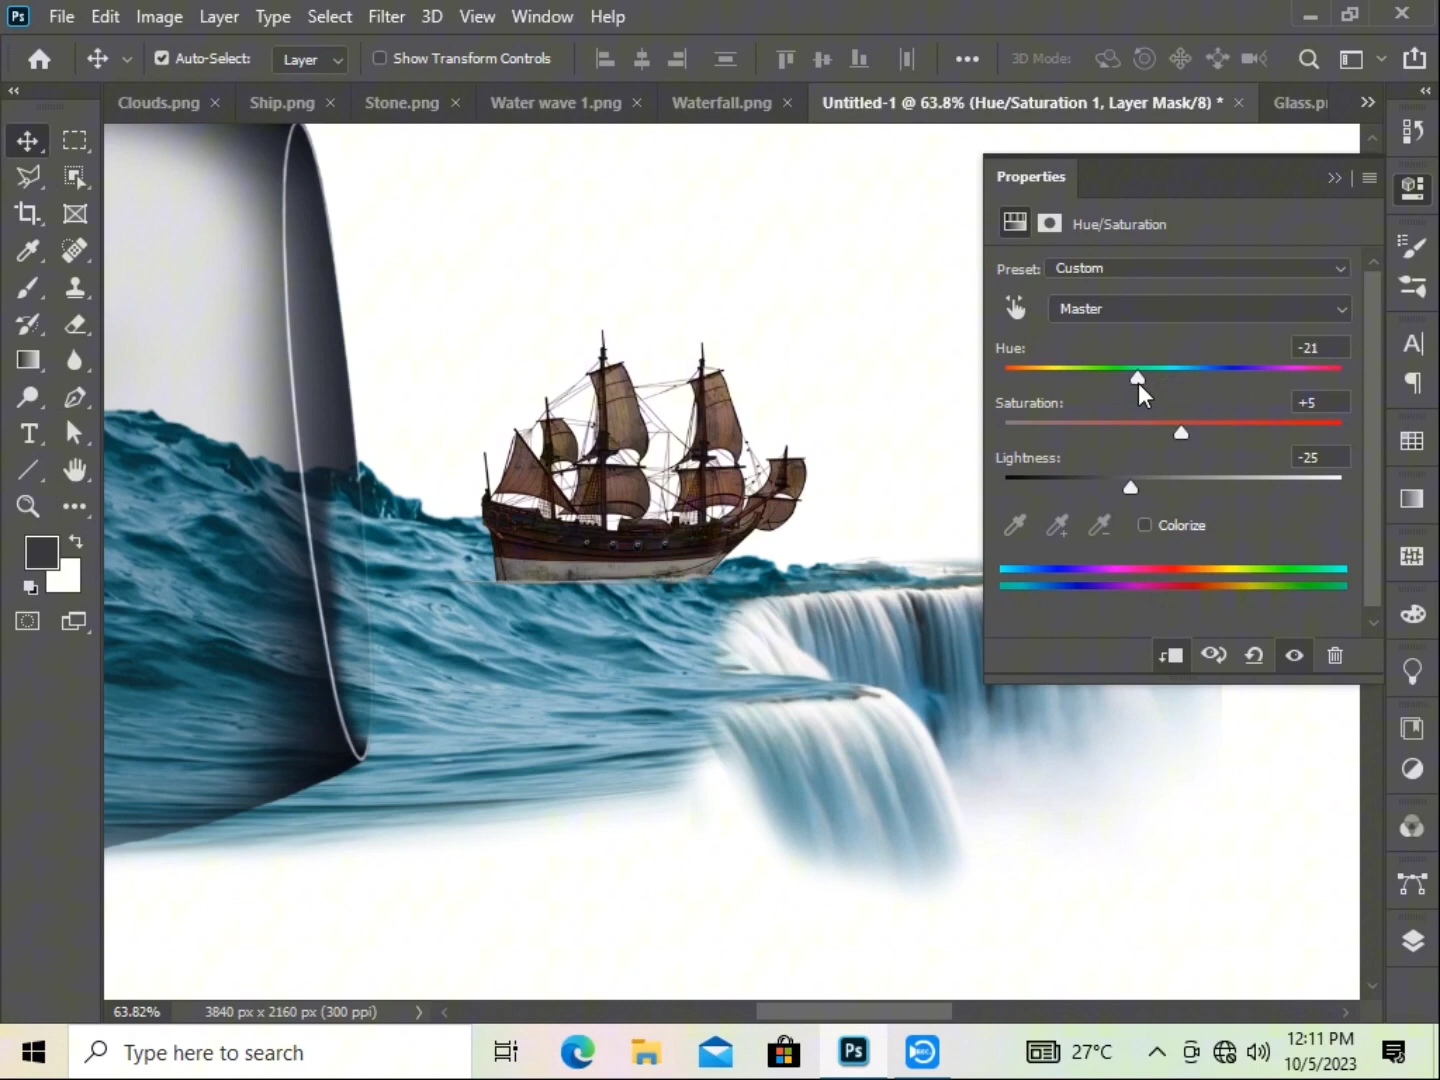 Ps File Edit Image Layer Type Select Filter 3D View Window Help
Auto-Select: Layer Show Transform Controls 3D Mode:
Clouds.png Ship.png Stone.png Water wave 1.png Waterfall.png Untitled-1 @ 63.8% (Hue/Saturation 1, Layer Mask/8) * Glass.p
Properties
Hue/Saturation
Preset: Custom
Master
Hue: -21
Saturation: +5
Lightness: -25
Colorize
63.82% 3840 px x 2160 px (300 ppi)
Type here to search
Ps
REC
27°C
12:11 PM
10/5/2023